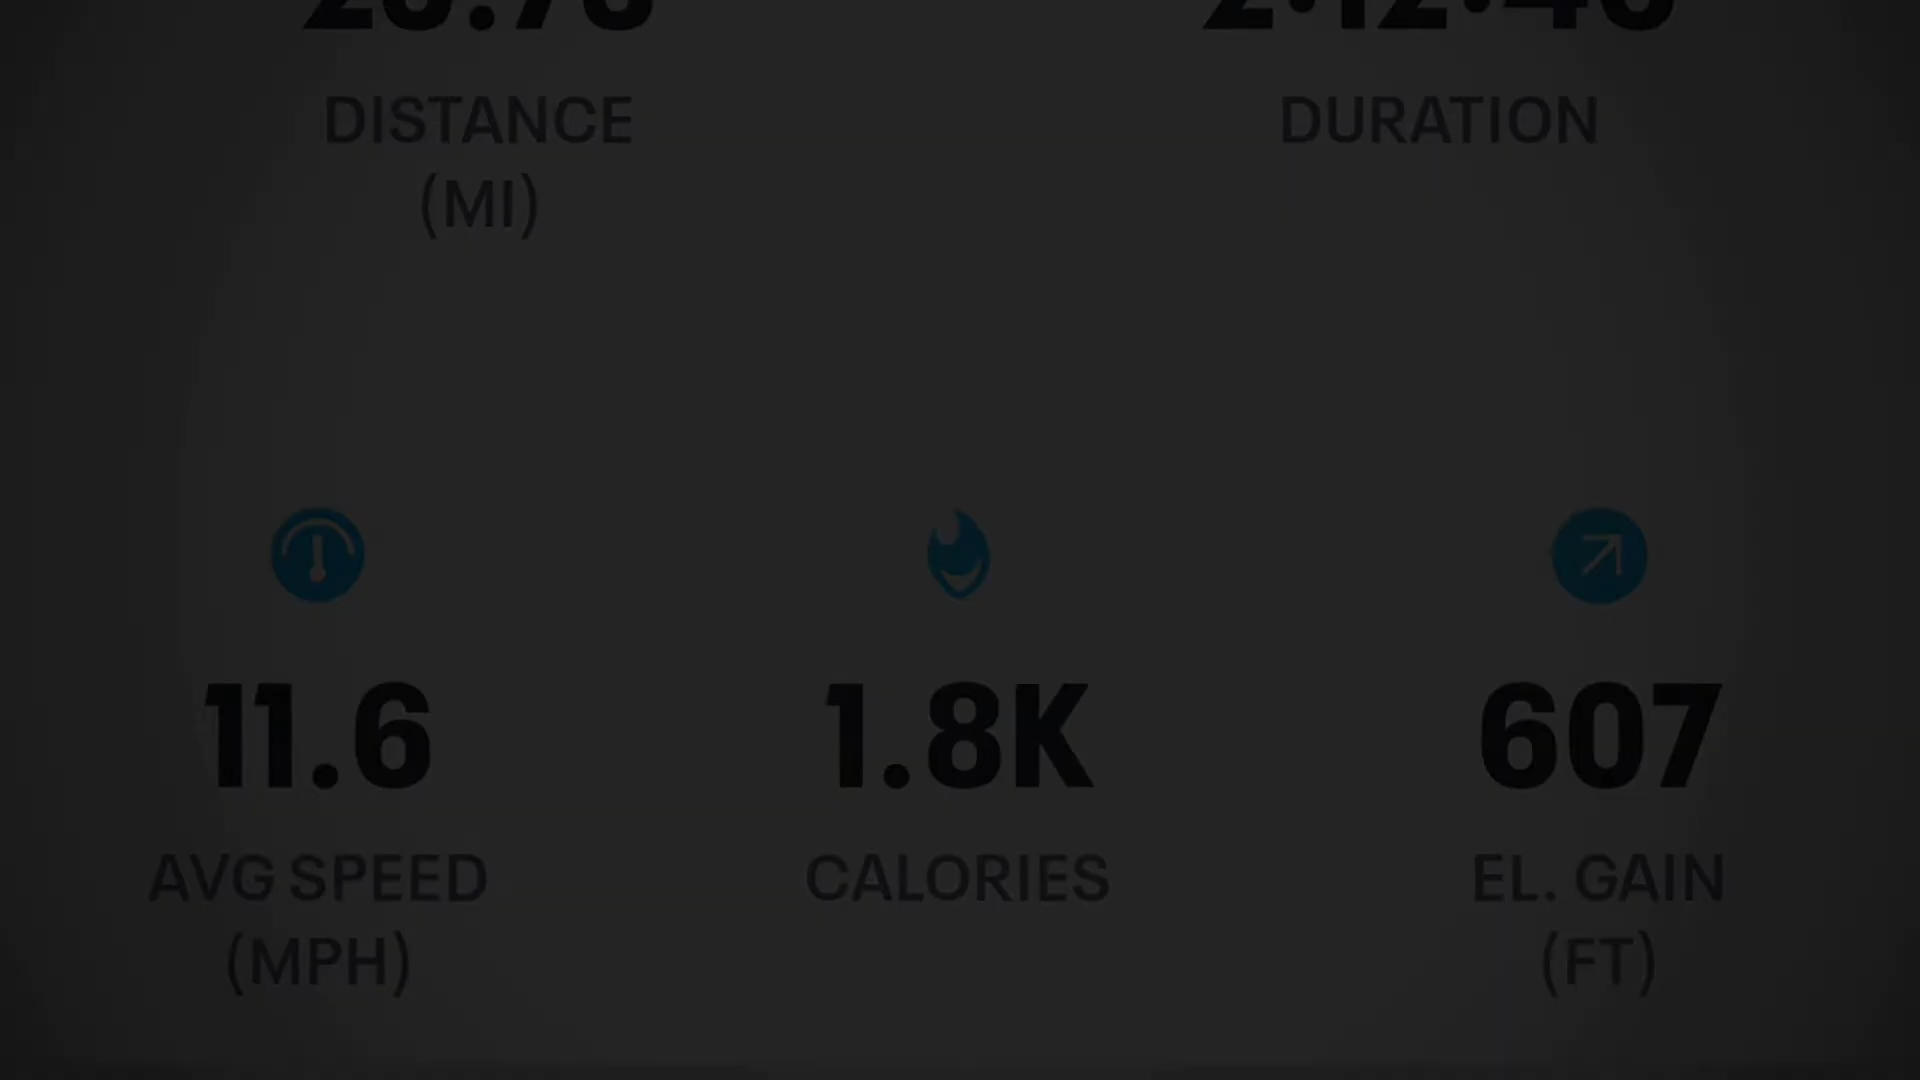 DISTANCE
(MI)
DURATION
11.6
AVG SPEED
(MPH)
1.8K
CALORIES
607
EL. GAIN
(FT)